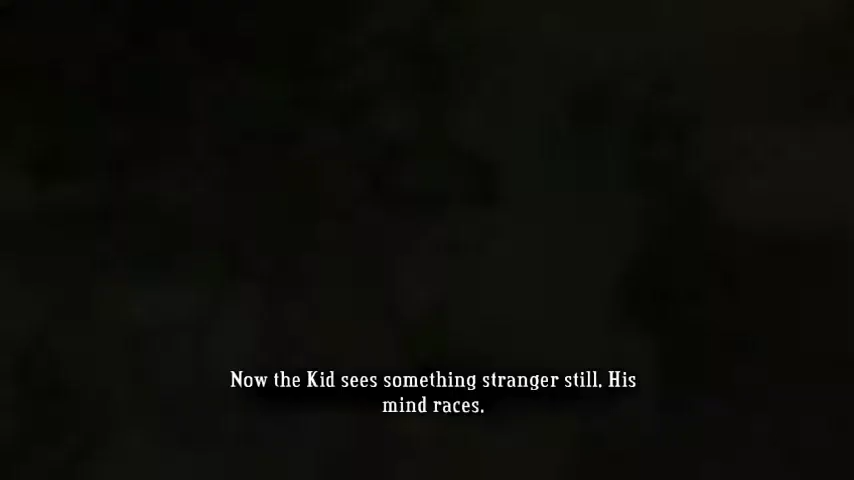 Now the Kid sees something stranger still. His
mind races.